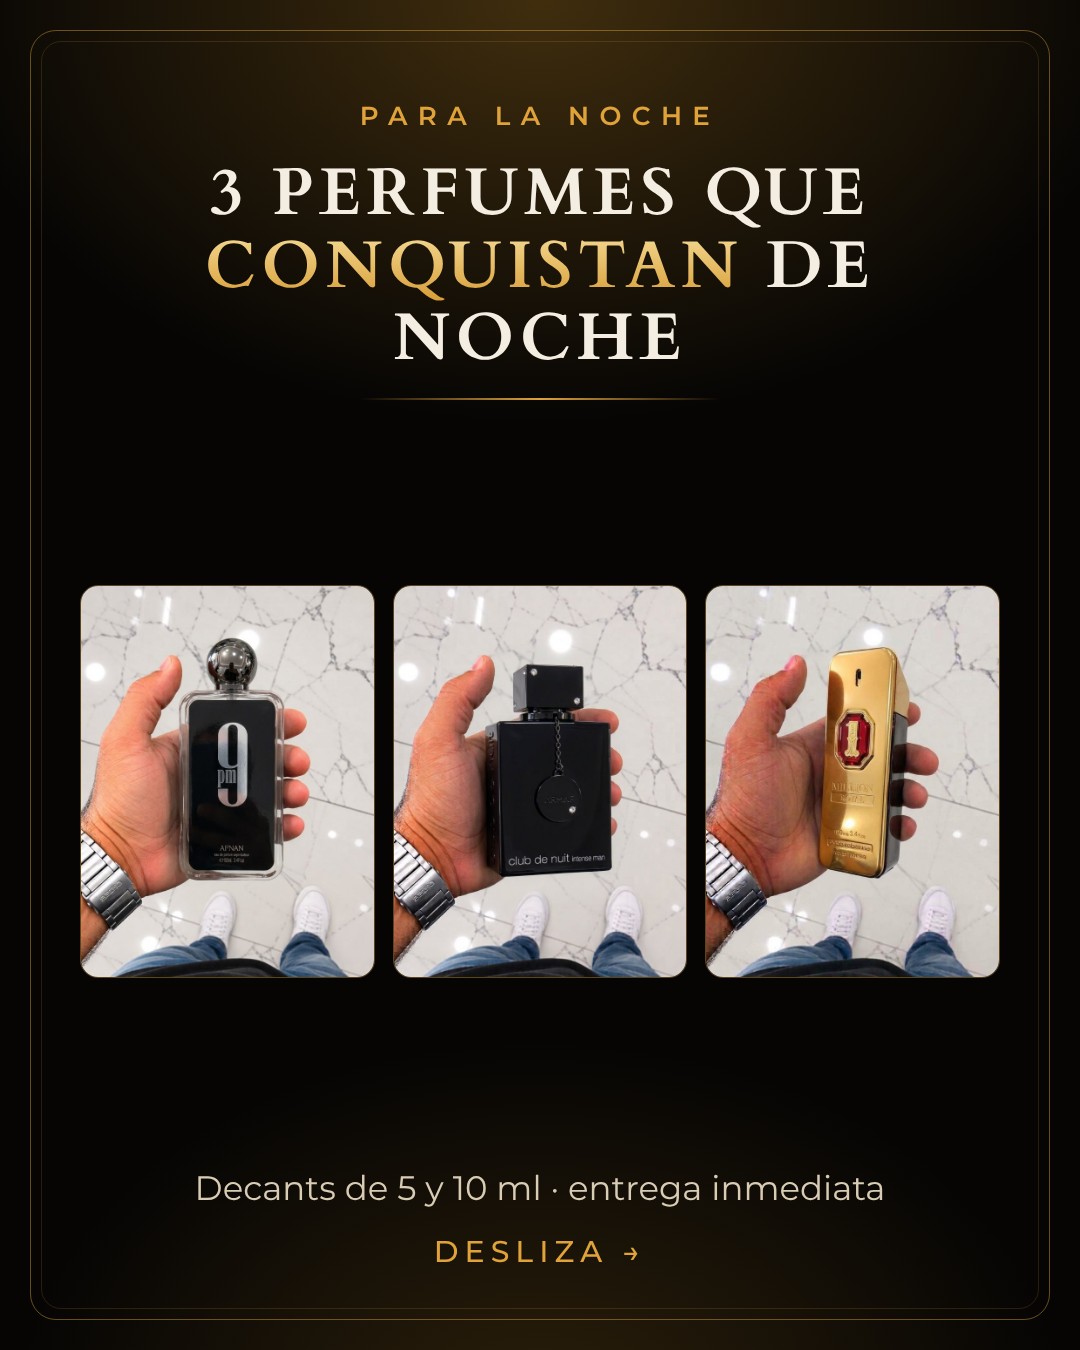 PARA LA NOCHE
3 PERFUMES QUE
CONQUISTAN DE
NOCHE
9
pm
AFNAN
club de nuit intense man
1
Decants de 5 y 10 ml · entrega inmediata
DESLIZA →